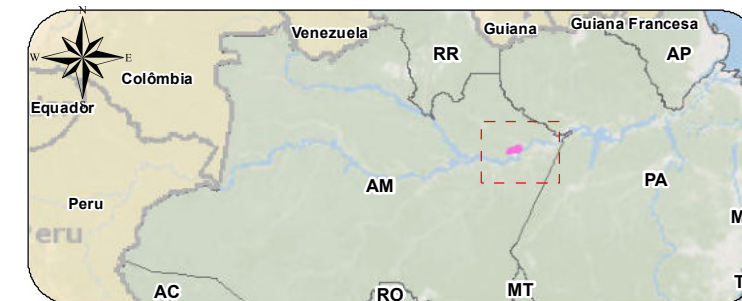 N
W E
S
Venezuela
Guiana
Guiana Francesa
RR
AP
Colômbia
Equador
AM
PA
Peru
eru
M
AC
RO
MT
T